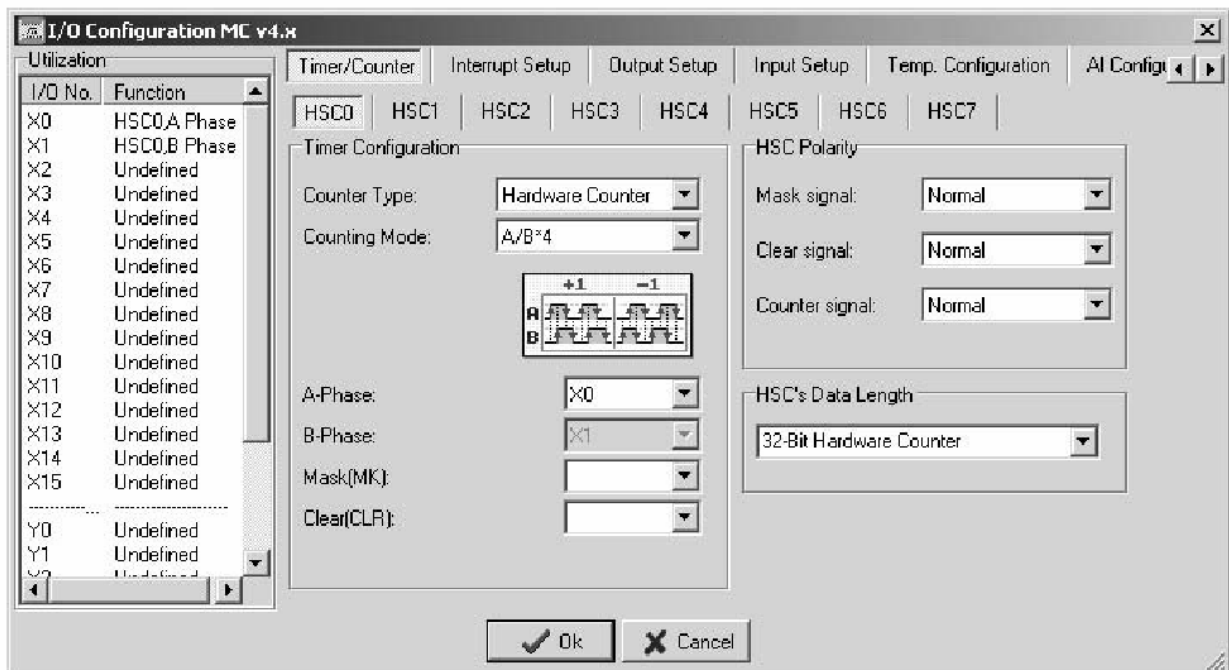 I/O Configuration MC v4.x
Utilization
I/O No. Function
X0 HSC0,A Phase
X1 HSC0,B Phase
X2 Undefined
X3 Undefined
X4 Undefined
X5 Undefined
X6 Undefined
X7 Undefined
X8 Undefined
X9 Undefined
X10 Undefined
X11 Undefined
X12 Undefined
X13 Undefined
X14 Undefined
X15 Undefined
Y0 Undefined
Y1 Undefined
Timer/Counter Interrupt Setup Output Setup Input Setup Temp. Configuration AI
HSC0 HSC1 HSC2 HSC3 HSC4 HSC5 HSC6 HSC7
Timer Configuration
Counter Type: Hardware Counter
Counting Mode: A/B*4
+1 -1
A
B
A-Phase: X0
B-Phase: X1
Mask(MK):
Clear(CLR):
HSC Polarity
Mask signal: Normal
Clear signal: Normal
Counter signal: Normal
HSC's Data Length
32-Bit Hardware Counter
Ok Cancel